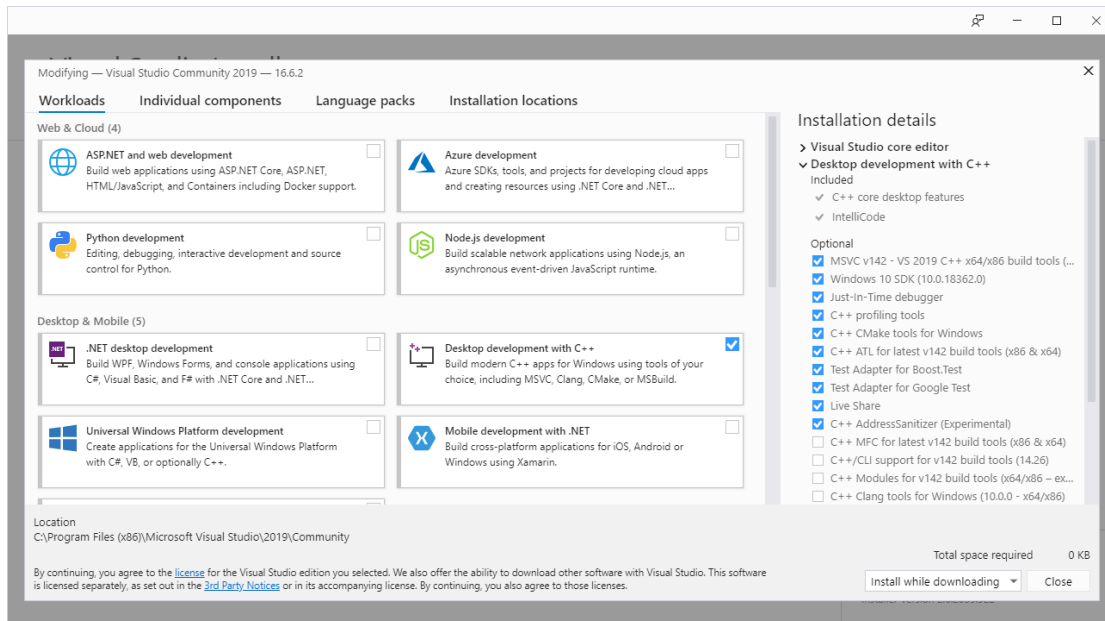 Modifying — Visual Studio Community 2019 — 16.6.2
Workloads
Individual components
Language packs
Installation locations
Web & Cloud (4)
ASP.NET and web development
Build web applications using ASP.NET Core, ASP.NET,
HTML/JavaScript, and Containers including Docker support.
Azure development
Azure SDKs, tools, and projects for developing cloud apps
and creating resources using .NET Core and .NET...
Python development
Editing, debugging, interactive development and source
control for Python.
JS
Node.js development
Build scalable network applications using Node.js, an
asynchronous event-driven JavaScript runtime.
Desktop & Mobile (5)
.NET
.NET desktop development
Build WPF, Windows Forms, and console applications using
C#, Visual Basic, and F# with .NET Core and .NET...
Desktop development with C++
Build modern C++ apps for Windows using tools of your
choice, including MSVC, Clang, CMake, or MSBuild.
Universal Windows Platform development
Create applications for the Universal Windows Platform
with C#, VB, or optionally C++.
Mobile development with .NET
Build cross-platform applications for iOS, Android or
Windows using Xamarin.
Installation details
Visual Studio core editor
Desktop development with C++
Included
C++ core desktop features
IntelliCode
Optional
MSVC v142 - VS 2019 C++ x64/x86 build tools (...
Windows 10 SDK (10.0.18362.0)
Just-In-Time debugger
C++ profiling tools
C++ CMake tools for Windows
C++ ATL for latest v142 build tools (x86 & x64)
Test Adapter for Boost.Test
Test Adapter for Google Test
Live Share
C++ AddressSanitizer (Experimental)
C++ MFC for latest v142 build tools (x86 & x64)
C++/CLI support for v142 build tools (14.26)
C++ Modules for v142 build tools (x64/x86 – ex...
C++ Clang tools for Windows (10.0.0 - x64/x86)
Location
C:\Program Files (x86)\Microsoft Visual Studio\2019\Community
Total space required 0 KB
By continuing, you agree to the license for the Visual Studio edition you selected. We also offer the ability to download other software with Visual Studio. This software
is licensed separately, as set out in the 3rd Party Notices or in its accompanying license. By continuing, you also agree to those licenses.
Install while downloading
Close